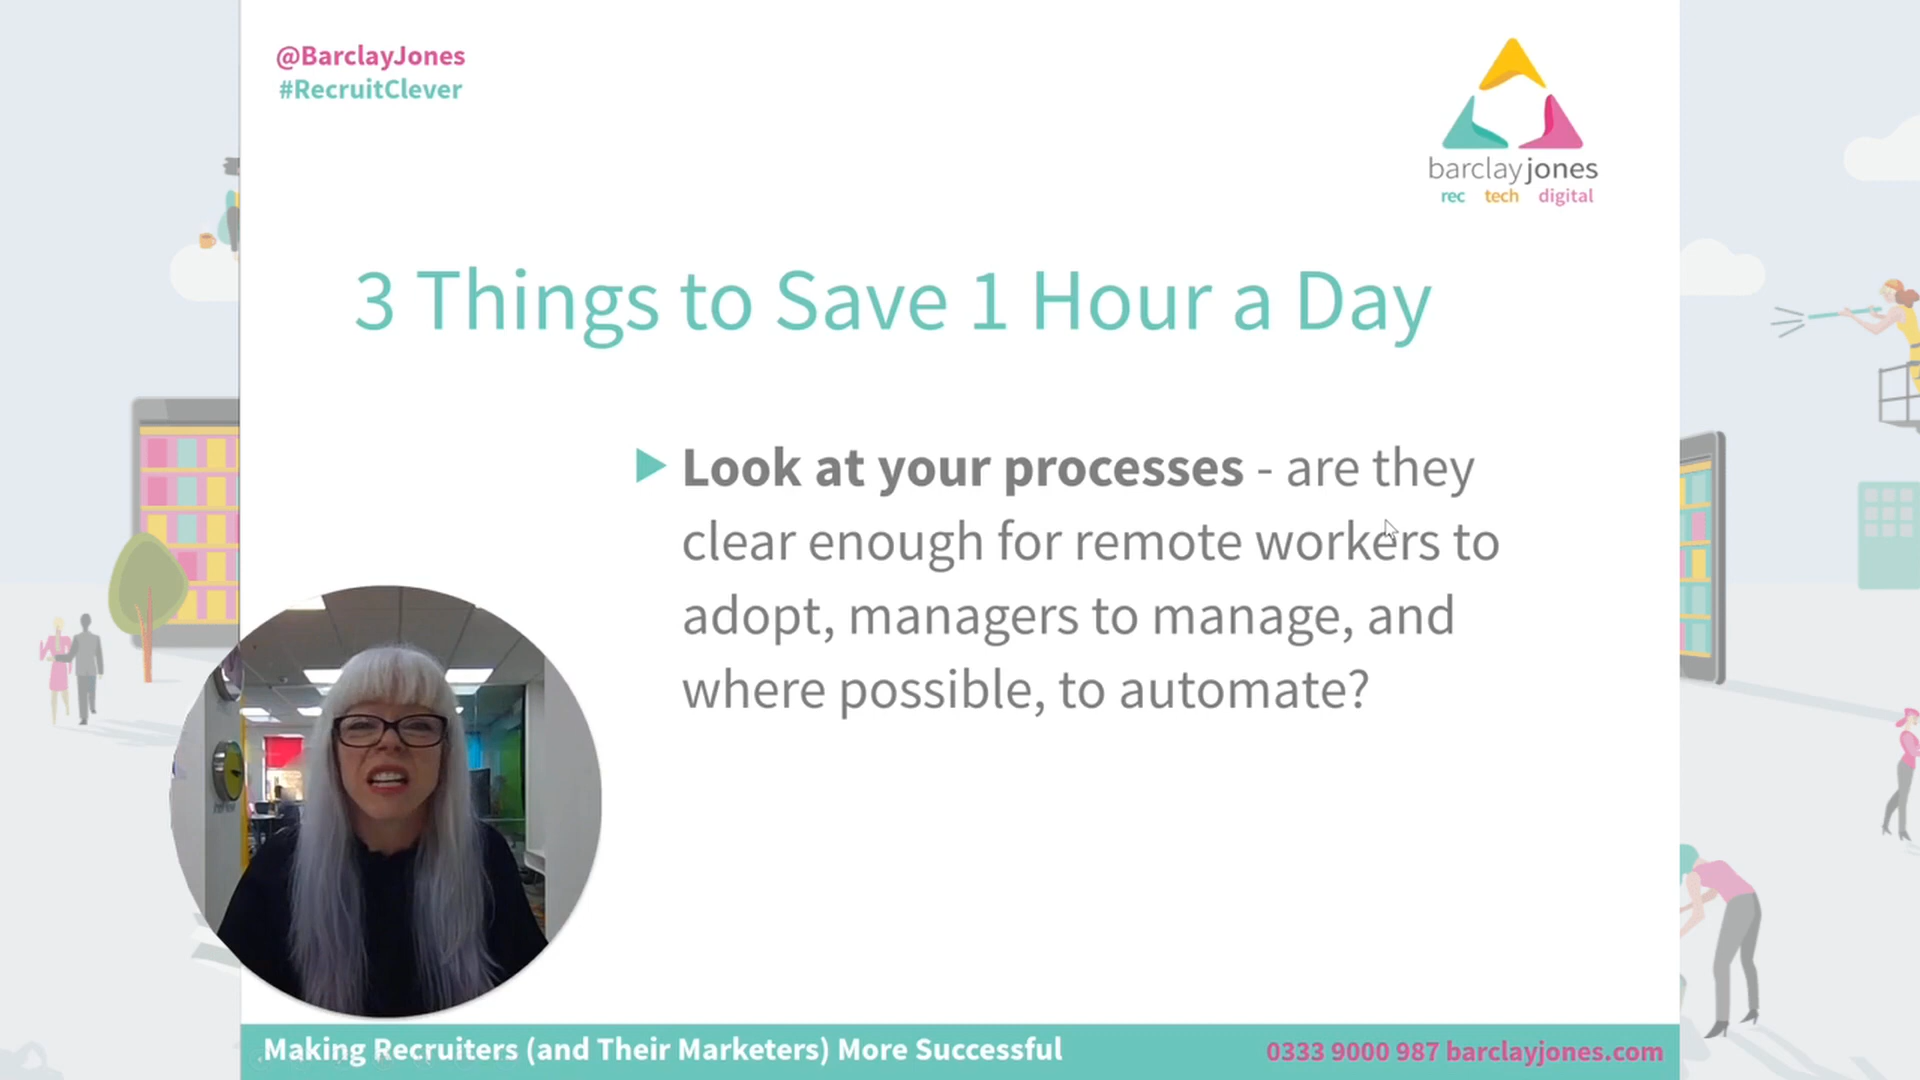 @BarclayJones
#RecruitClever
barclayjones
rec tech digital
3 Things to Save 1 Hour a Day
Look at your processes - are they
clear enough for remote workers to
adopt, managers to manage, and
where possible, to automate?
Making Recruiters (and Their Marketers) More Successful
0333 9000 987 barclayjones.com